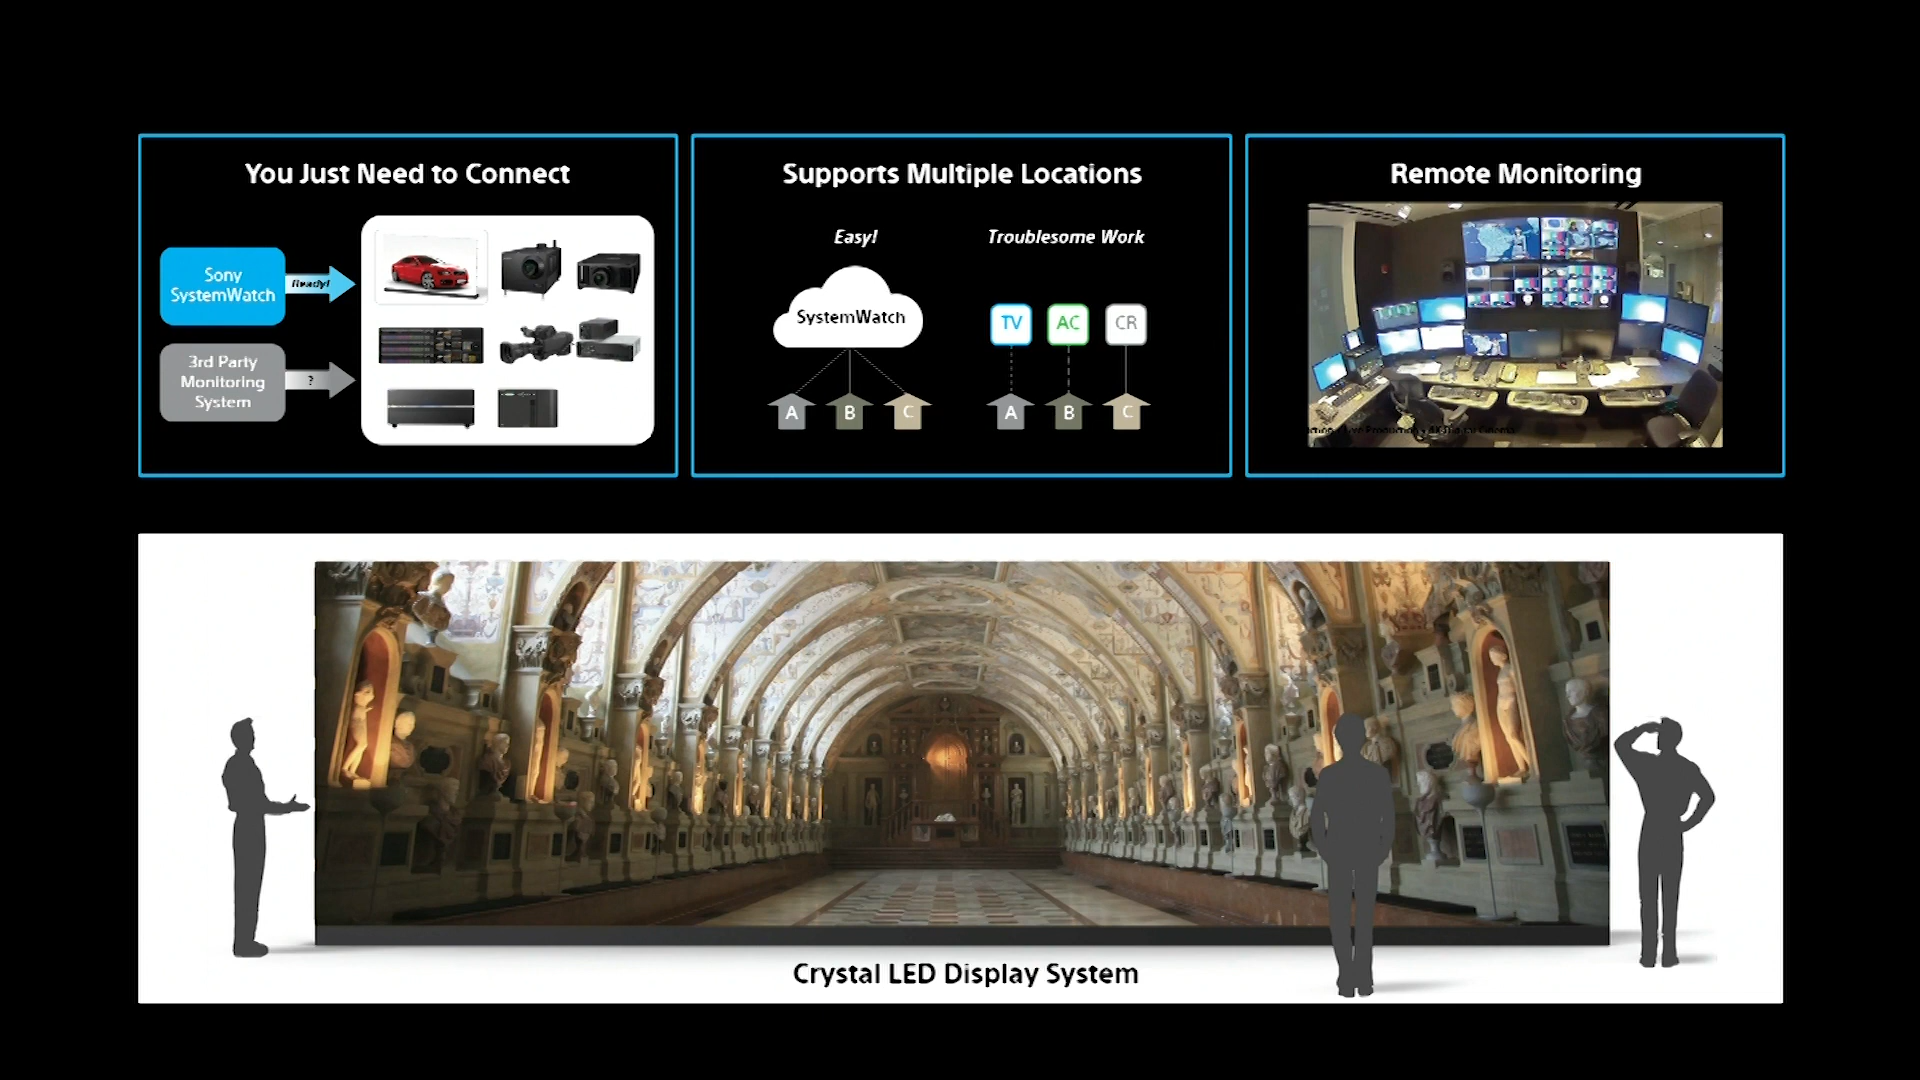 You Just Need to Connect
Sony
SystemWatch
Ready!
3rd Party
Monitoring
System
?
Supports Multiple Locations
Easy!
Troublesome Work
SystemWatch
TV
AC
CR
A
B
C
A
B
C
Remote Monitoring
Crystal LED Display System